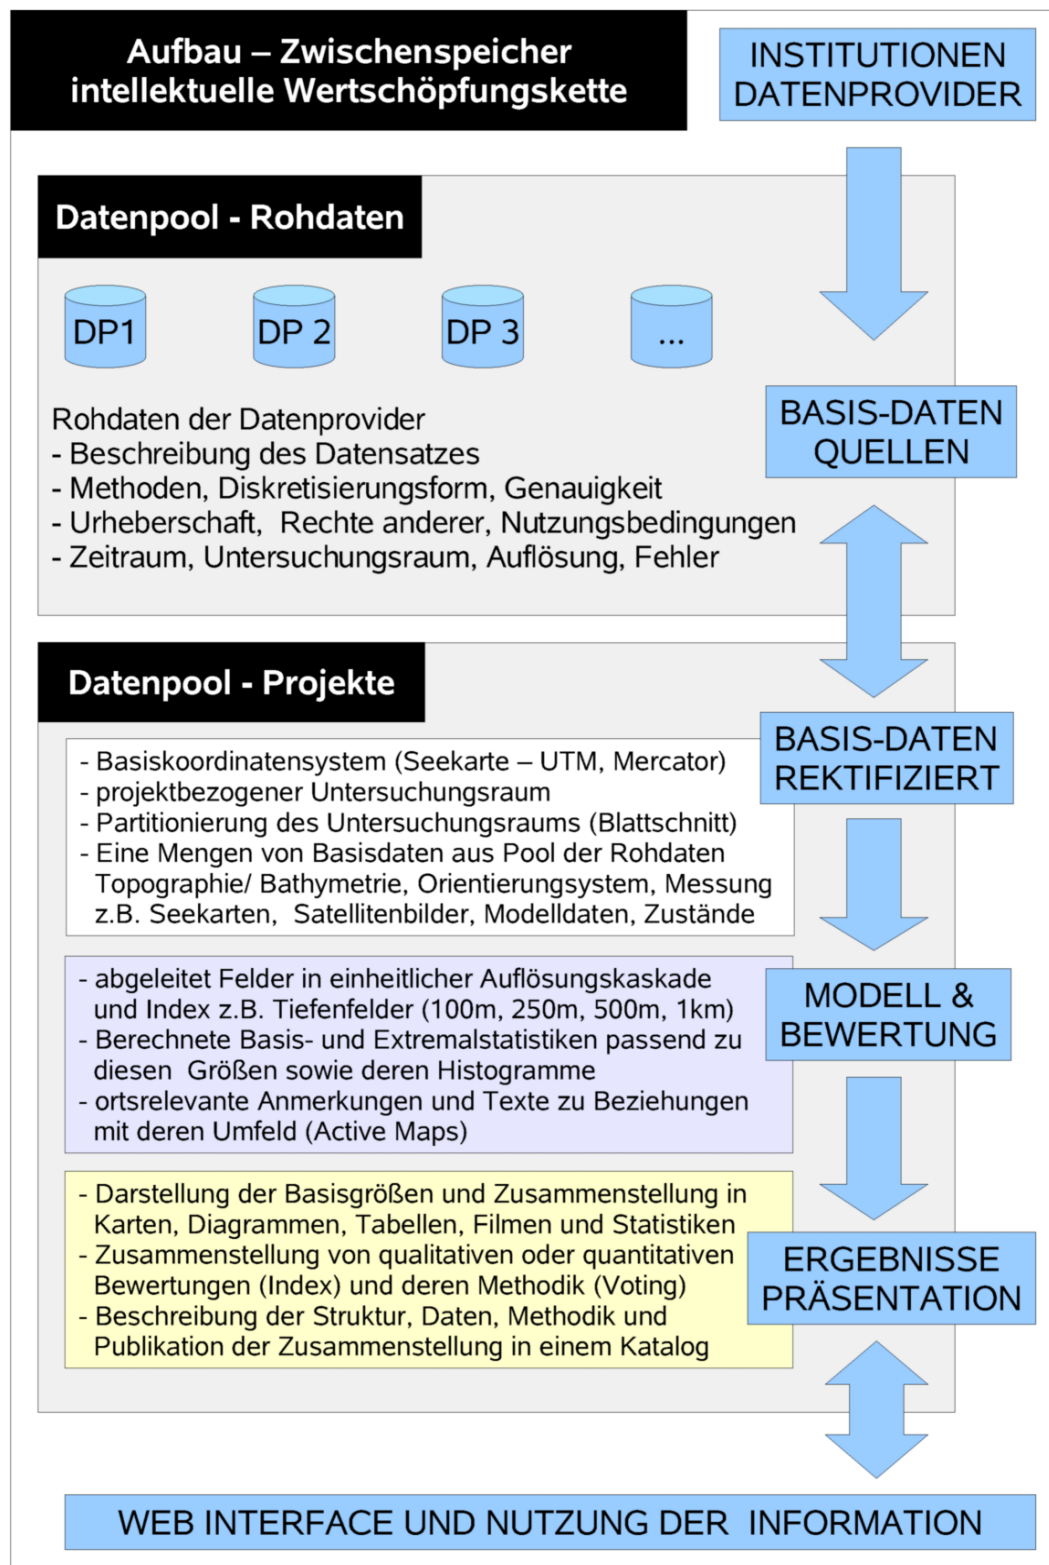 Aufbau – Zwischenspeicher
intellektuelle Wertschöpfungskette
INSTITUTIONEN
DATENPROVIDER
Datenpool - Rohdaten
DP1
DP 2
DP 3
...
Rohdaten der Datenprovider
- Beschreibung des Datensatzes
- Methoden, Diskretisierungsform, Genauigkeit
- Urheberschaft, Rechte anderer, Nutzungsbedingungen
- Zeitraum, Untersuchungsraum, Auflösung, Fehler
BASIS-DATEN
QUELLEN
Datenpool - Projekte
BASIS-DATEN
REKTIFIZIERT
- Basiskoordinatensystem (Seekarte – UTM, Mercator)
- projektbezogener Untersuchungsraum
- Partitionierung des Untersuchungsraums (Blattschnitt)
- Eine Mengen von Basisdaten aus Pool der Rohdaten
Topographie/ Bathymetrie, Orientierungsystem, Messung
z.B. Seekarten, Satellitenbilder, Modelldaten, Zustände
- abgeleitet Felder in einheitlicher Auflösungskaskade
und Index z.B. Tiefenfelder (100m, 250m, 500m, 1km)
- Berechnete Basis- und Extremalstatistiken passend zu
diesen Größen sowie deren Histogramme
- ortsrelevante Anmerkungen und Texte zu Beziehungen
mit deren Umfeld (Active Maps)
MODELL &
BEWERTUNG
- Darstellung der Basisgrößen und Zusammenstellung in
Karten, Diagrammen, Tabellen, Filmen und Statistiken
- Zusammenstellung von qualitativen oder quantitativen
Bewertungen (Index) und deren Methodik (Voting)
- Beschreibung der Struktur, Daten, Methodik und
Publikation der Zusammenstellung in einem Katalog
ERGEBNISSE
PRÄSENTATION
WEB INTERFACE UND NUTZUNG DER INFORMATION